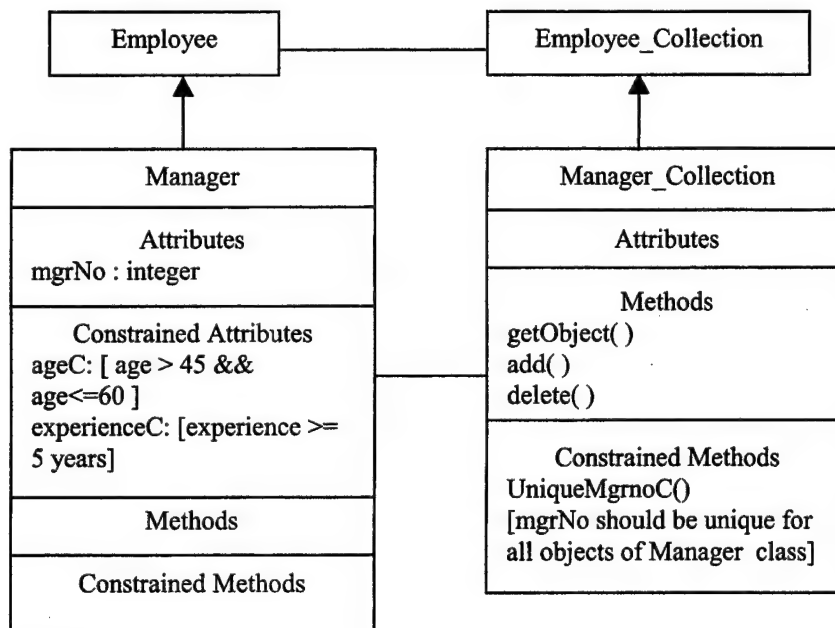 Employee
Employee_Collection
Manager
Attributes
mgrNo : integer
Constrained Attributes
ageC: [ age > 45 &&
age<=60 ]
experienceC: [experience >=
5 years]
Methods
Constrained Methods
Manager_Collection
Attributes
Methods
getObject( )
add( )
delete( )
Constrained Methods
UniqueMgrnoC()
[mgrNo should be unique for
all objects of Manager class]